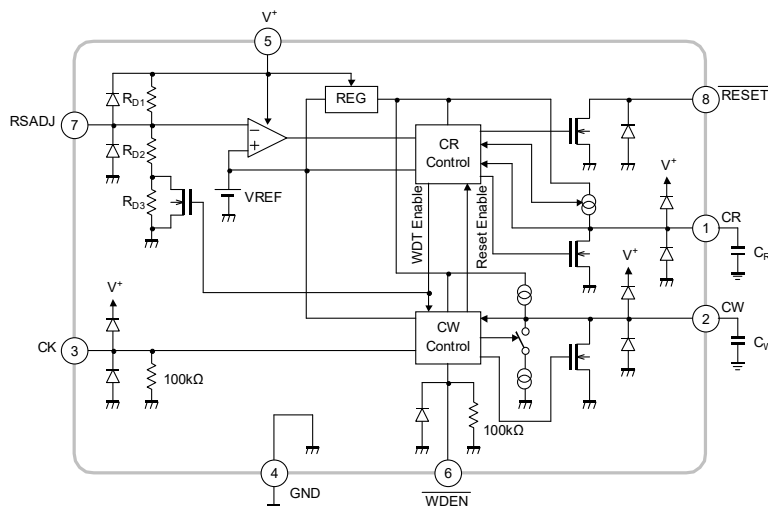 V+
5
RD1
REG
RSADJ
7
8
RESET
RD2
CR
Control
RD3
VREF
WDT Enable
Reset Enable
V+
1
CR
CR
V+
V+
CK
3
CW
Control
2
CW
CW
100kΩ
100kΩ
4
GND
6
WDEN